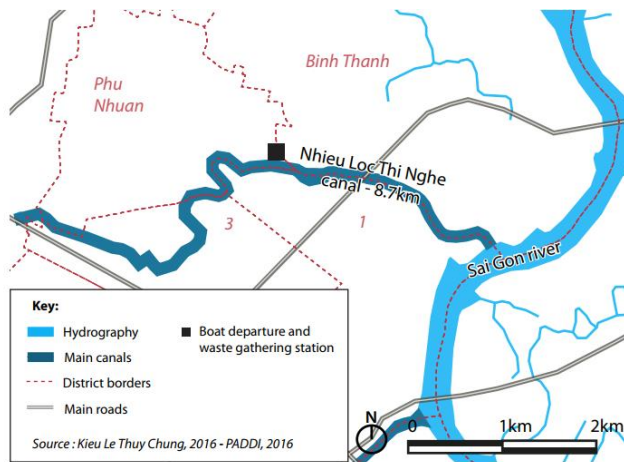 Phu
Nhuan
Binh Thanh
Nhieu Loc Thi Nghe
canal - 8.7km
3
1
Sai Gon river
Key:
Hydrography
Main canals
District borders
Main roads
Boat departure and
waste gathering station
Source : Kieu Le Thuy Chung, 2016 - PADDI, 2016
N
0 1km 2km